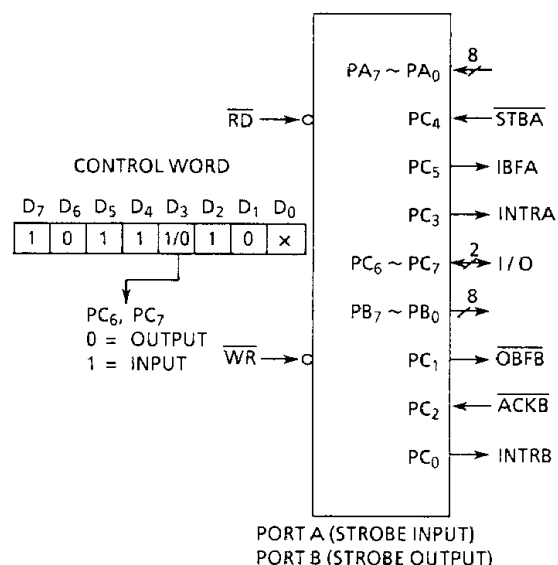 8
PA7 ~ PA0
RD
PC4
STBA
CONTROL WORD
PC5
IBFA
D7 D6 D5 D4 D3 D2 D1 D0
PC3
INTRA
1 0 1 1 1/0 1 0 ×
2
PC6 ~ PC7
I/O
PC6, PC7
8
PB7 ~ PB0
0 = OUTPUT
1 = INPUT
WR
PC1
OBFB
PC2
ACKB
PC0
INTRB
PORT A (STROBE INPUT)
PORT B (STROBE OUTPUT)